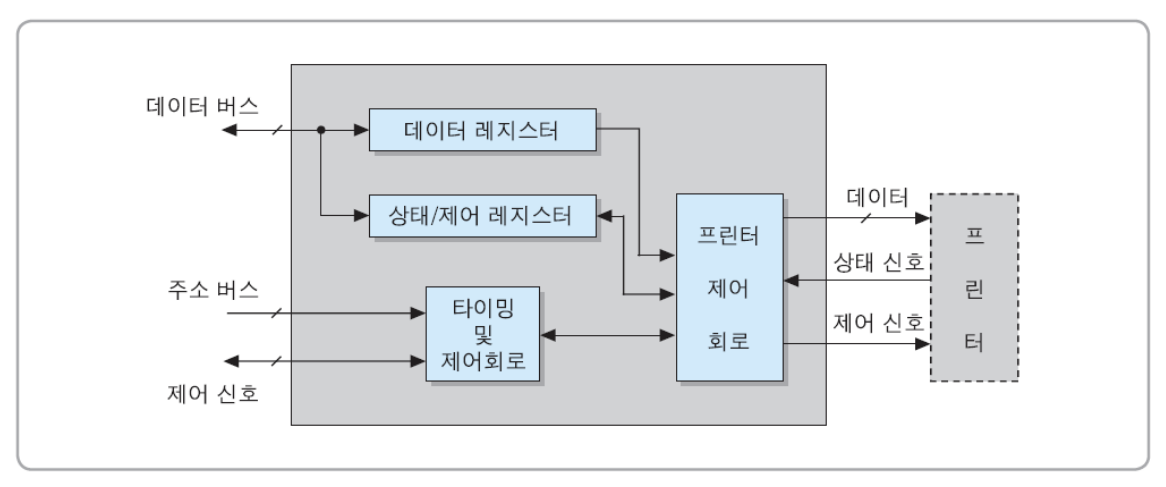 데이터 버스
데이터 레지스터
상태/제어 레지스터
주소 버스
제어 신호
타이밍
및
제어회로
프린터
제어
회로
데이터
상태 신호
제어 신호
프
린
터